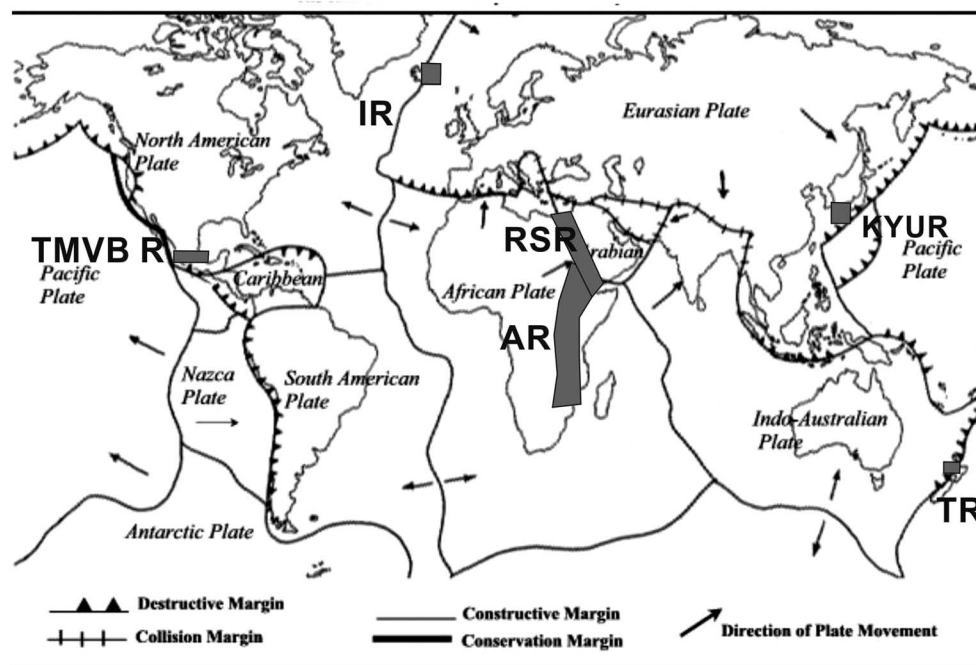 IR
Eurasian Plate
North American
Plate
TMVB R
RSR
KYUR
Pacific
Plate
Caribbean
rabian
Pacific
Plate
African Plate
AR
Nazca
Plate
South American
Plate
Indo-Australian
Plate
TR
Antarctic Plate
Destructive Margin
Constructive Margin
Collision Margin
Conservation Margin
Direction of Plate Movement